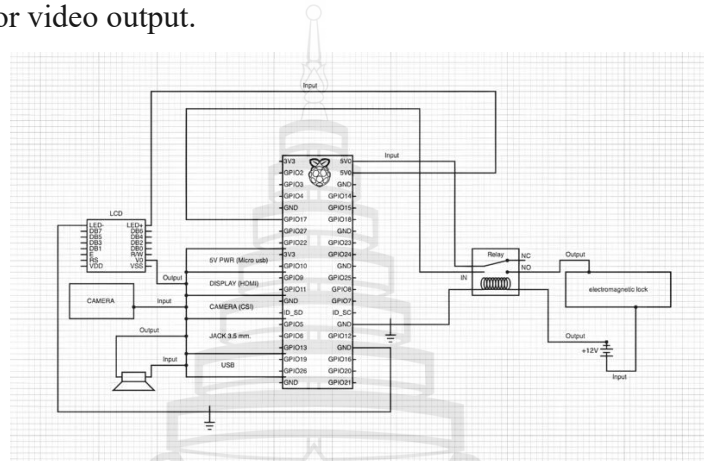 or video output.
Input
Input
LCD
LED- LED+
DB7 DB6
DB5 DB4
DB3 DB2
DB1 DB0
E R/W
RS V0
VDD VSS
CAMERA
Output
Input
Output
Input
5V PWR (Micro usb)
DISPLAY (HDMI)
CAMERA (CSI)
JACK 3.5 mm.
USB
3V3 5V0
GPIO2 5V0
GPIO3 GND
GPIO4 GPIO14
GND GPIO15
GPIO17 GPIO18
GPIO27 GND
GPIO22 GPIO23
3V3 GPIO24
GPIO10 GND
GPIO9 GPIO25
GPIO11 GPIO8
GND GPIO7
ID_SD ID_SC
GPIO5 GND
GPIO6 GPIO12
GPIO13 GND
GPIO19 GPIO16
GPIO26 GPIO20
GND GPIO21
Relay
NC
NO
IN
Output
electromagnetic lock
Output
+12V
Input